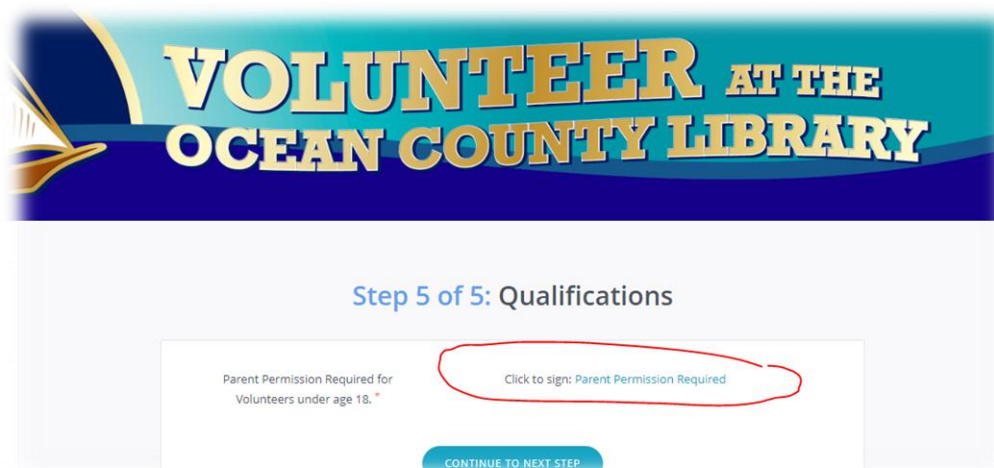 VOLUNTEER AT THE
OCEAN COUNTY LIBRARY
Step 5 of 5: Qualifications
Parent Permission Required for
Volunteers under age 18. *
Click to sign: Parent Permission Required
CONTINUE TO NEXT STEP